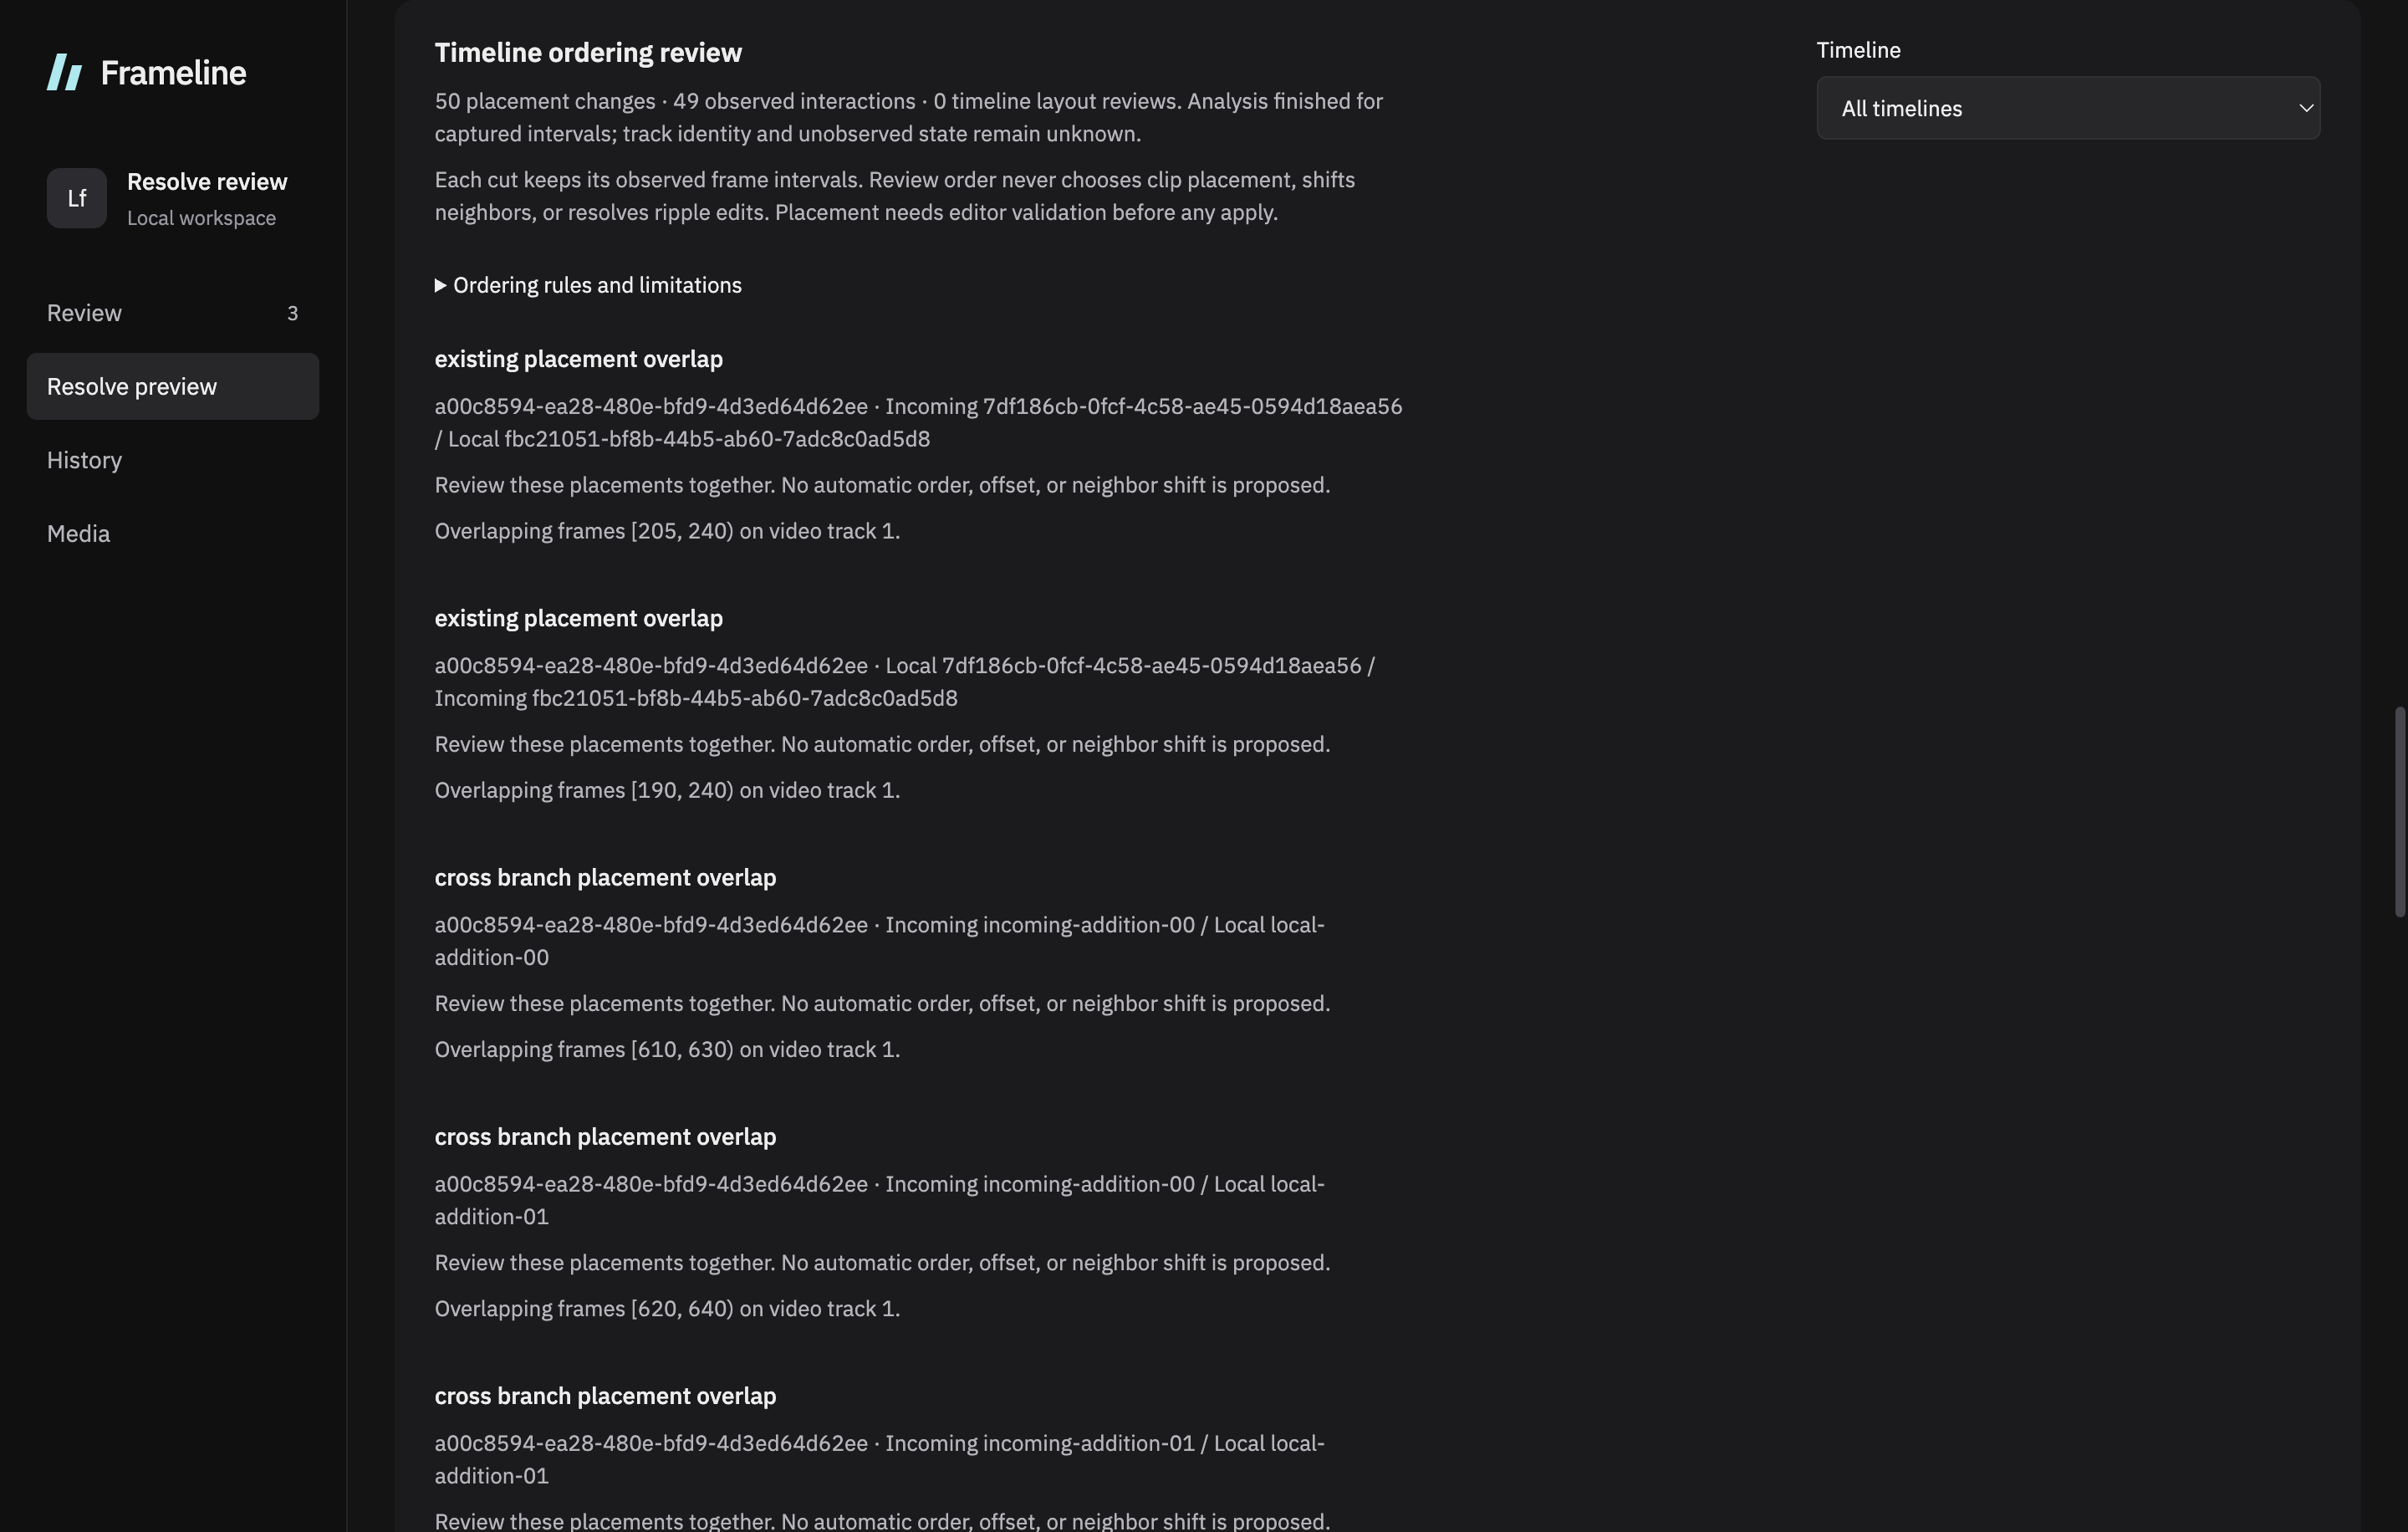 Frameline
Lf
Resolve review
Local workspace
Review 3
Resolve preview
History
Media
Timeline ordering review
50 placement changes · 49 observed interactions · 0 timeline layout reviews. Analysis finished for
captured intervals; track identity and unobserved state remain unknown.
Each cut keeps its observed frame intervals. Review order never chooses clip placement, shifts
neighbors, or resolves ripple edits. Placement needs editor validation before any apply.
Timeline
All timelines
▶ Ordering rules and limitations
existing placement overlap
a00c8594-ea28-480e-bfd9-4d3ed64d62ee · Incoming 7df186cb-0fcf-4c58-ae45-0594d18aea56
/ Local fbc21051-bf8b-44b5-ab60-7adc8c0ad5d8
Review these placements together. No automatic order, offset, or neighbor shift is proposed.
Overlapping frames [205, 240) on video track 1.
existing placement overlap
a00c8594-ea28-480e-bfd9-4d3ed64d62ee · Local 7df186cb-0fcf-4c58-ae45-0594d18aea56 /
Incoming fbc21051-bf8b-44b5-ab60-7adc8c0ad5d8
Review these placements together. No automatic order, offset, or neighbor shift is proposed.
Overlapping frames [190, 240) on video track 1.
cross branch placement overlap
a00c8594-ea28-480e-bfd9-4d3ed64d62ee · Incoming incoming-addition-00 / Local local-
addition-00
Review these placements together. No automatic order, offset, or neighbor shift is proposed.
Overlapping frames [610, 630) on video track 1.
cross branch placement overlap
a00c8594-ea28-480e-bfd9-4d3ed64d62ee · Incoming incoming-addition-00 / Local local-
addition-01
Review these placements together. No automatic order, offset, or neighbor shift is proposed.
Overlapping frames [620, 640) on video track 1.
cross branch placement overlap
a00c8594-ea28-480e-bfd9-4d3ed64d62ee · Incoming incoming-addition-01 / Local local-
addition-01
Review these placements together. No automatic order, offset, or neighbor shift is proposed.